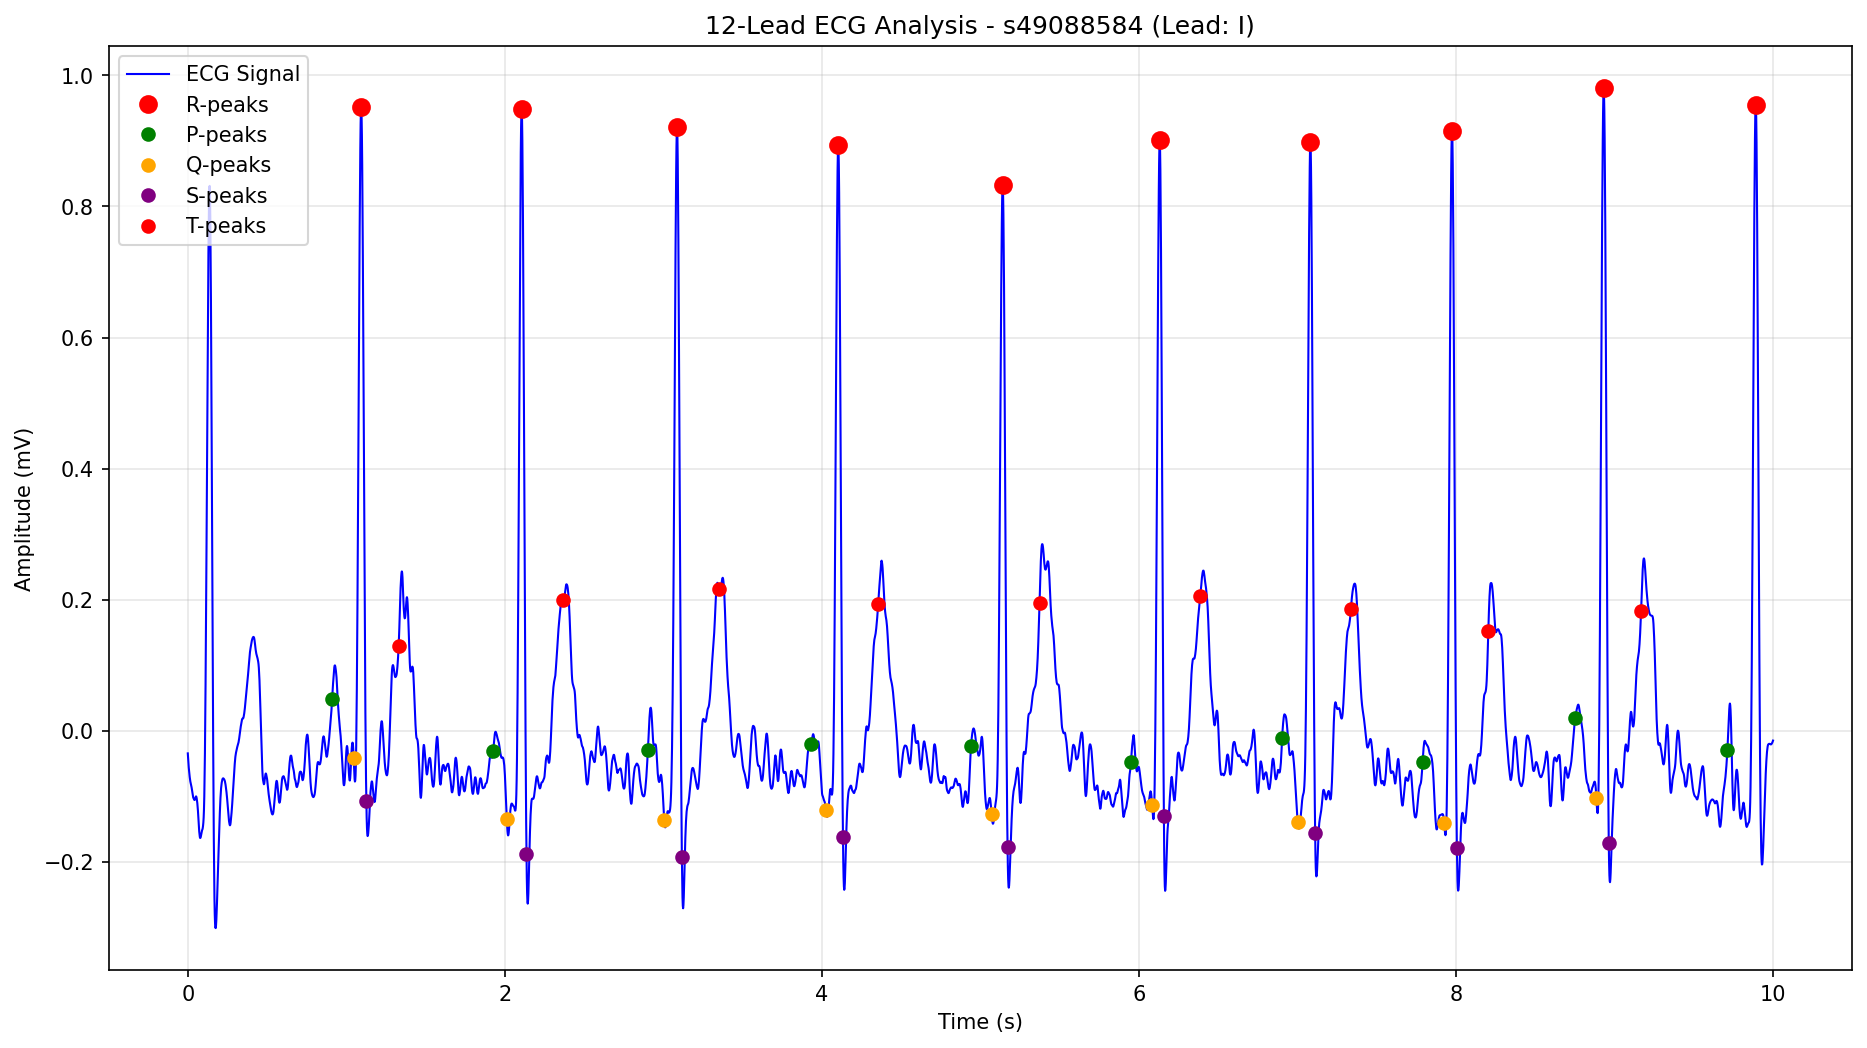 12-Lead ECG Analysis - s49088584 (Lead: I)
ECG Signal
R-peaks
P-peaks
Q-peaks
S-peaks
T-peaks
1.0
0.8
0.6
0.4
0.2
0.0
−0.2
Amplitude (mV)
0 2 4 6 8 10
Time (s)